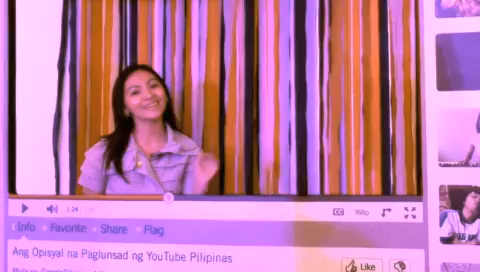 1:24
CC 360p
Info Favorite Share Flag
Ang Opisyal na Paglunsad ng YouTube Pilipinas
Like